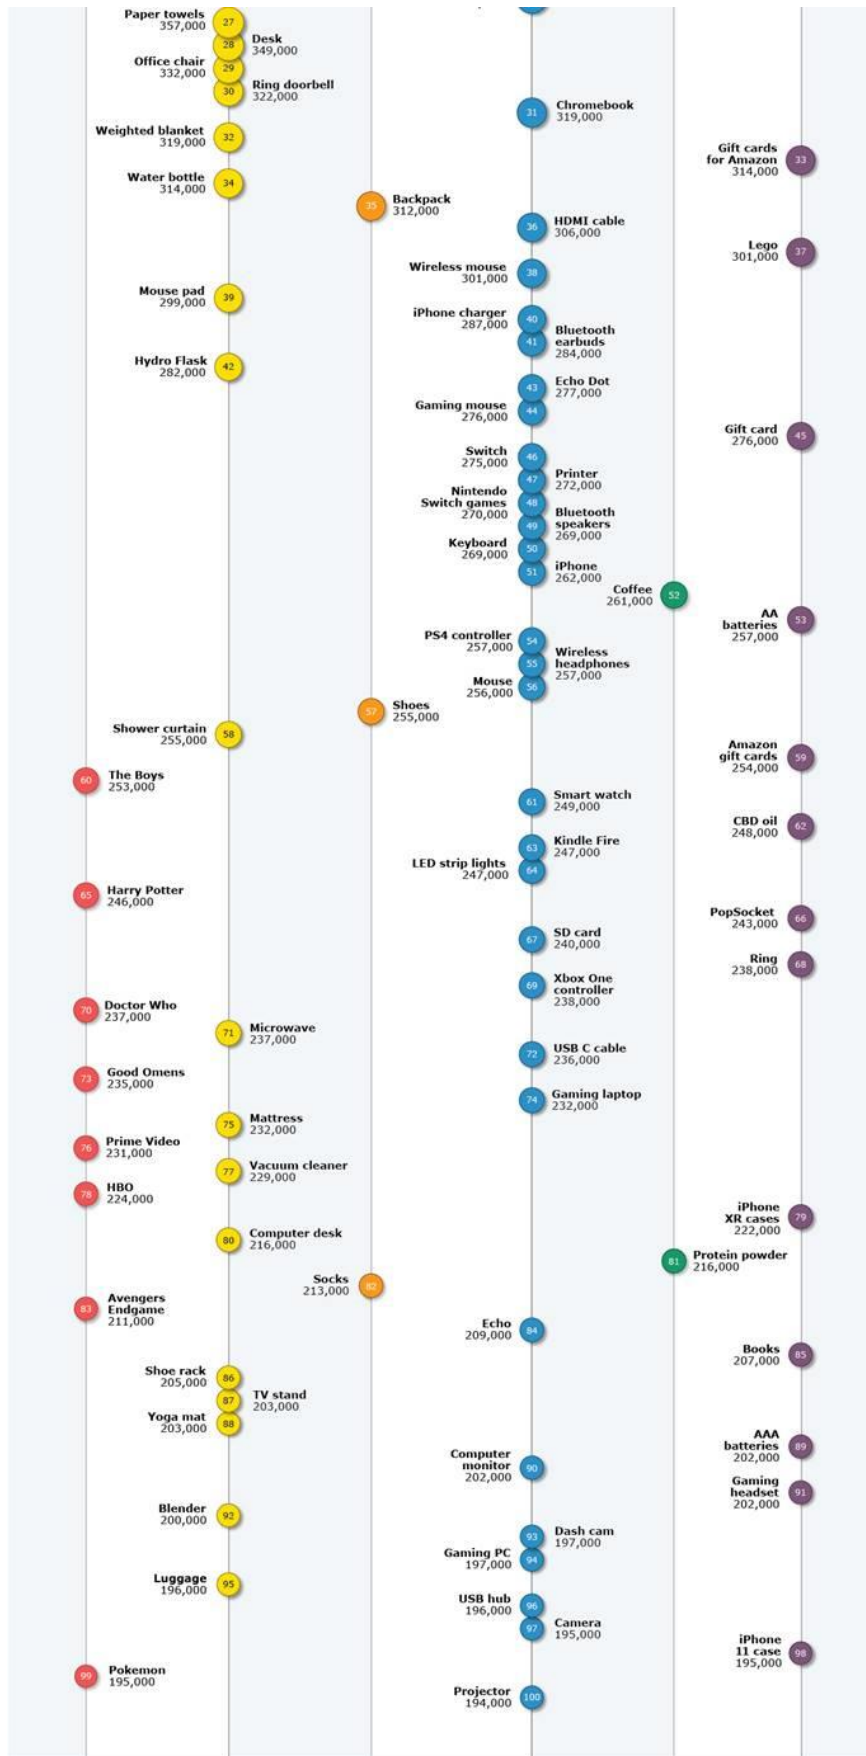 Paper towels
357,000
27
28
Desk
349,000
Office chair
332,000
29
30
Ring doorbell
322,000
31
Chromebook
319,000
Weighted blanket
319,000
32
Gift cards
for Amazon
314,000
33
Water bottle
314,000
34
35
Backpack
312,000
36
HDMI cable
306,000
Lego
301,000
37
Wireless mouse
301,000
38
Mouse pad
299,000
39
iPhone charger
287,000
40
41
Bluetooth
earbuds
284,000
Hydro Flask
282,000
42
43
Echo Dot
277,000
Gaming mouse
276,000
44
Gift card
276,000
45
Switch
275,000
46
47
Printer
272,000
Nintendo
Switch games
270,000
48
49
Bluetooth
speakers
269,000
Keyboard
269,000
50
51
iPhone
262,000
Coffee
261,000
52
AA
batteries
257,000
53
PS4 controller
257,000
54
55
Wireless
headphones
257,000
Mouse
256,000
56
57
Shoes
255,000
Shower curtain
255,000
58
Amazon
gift cards
254,000
59
60
The Boys
253,000
61
Smart watch
249,000
CBD oil
248,000
62
63
Kindle Fire
247,000
LED strip lights
247,000
64
65
Harry Potter
246,000
PopSocket
243,000
66
67
SD card
240,000
Ring
238,000
68
69
Xbox One
controller
238,000
70
Doctor Who
237,000
71
Microwave
237,000
72
USB C cable
236,000
73
Good Omens
235,000
74
Gaming laptop
232,000
75
Mattress
232,000
76
Prime Video
231,000
77
Vacuum cleaner
229,000
78
HBO
224,000
iPhone
XR cases
222,000
79
80
Computer desk
216,000
81
Protein powder
216,000
Socks
213,000
82
83
Avengers
Endgame
211,000
Echo
209,000
84
Books
207,000
85
Shoe rack
205,000
86
87
TV stand
203,000
Yoga mat
203,000
88
AAA
batteries
202,000
89
Computer
monitor
202,000
90
Gaming
headset
202,000
91
Blender
200,000
92
93
Dash cam
197,000
Gaming PC
197,000
94
Luggage
196,000
95
USB hub
196,000
96
97
Camera
195,000
iPhone
11 case
195,000
98
99
Pokemon
195,000
Projector
194,000
100